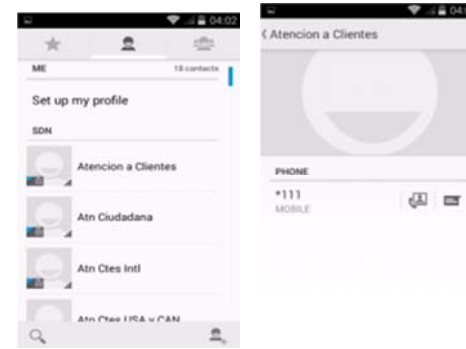 04:02
ME 18 contacts
Set up my profile
SDN
Atencion a Clientes
Atn Ciudadana
Atn Ctes Intl
Atn Ctes USA y CAN
Atencion a Clientes
PHONE
*111
MOBILE